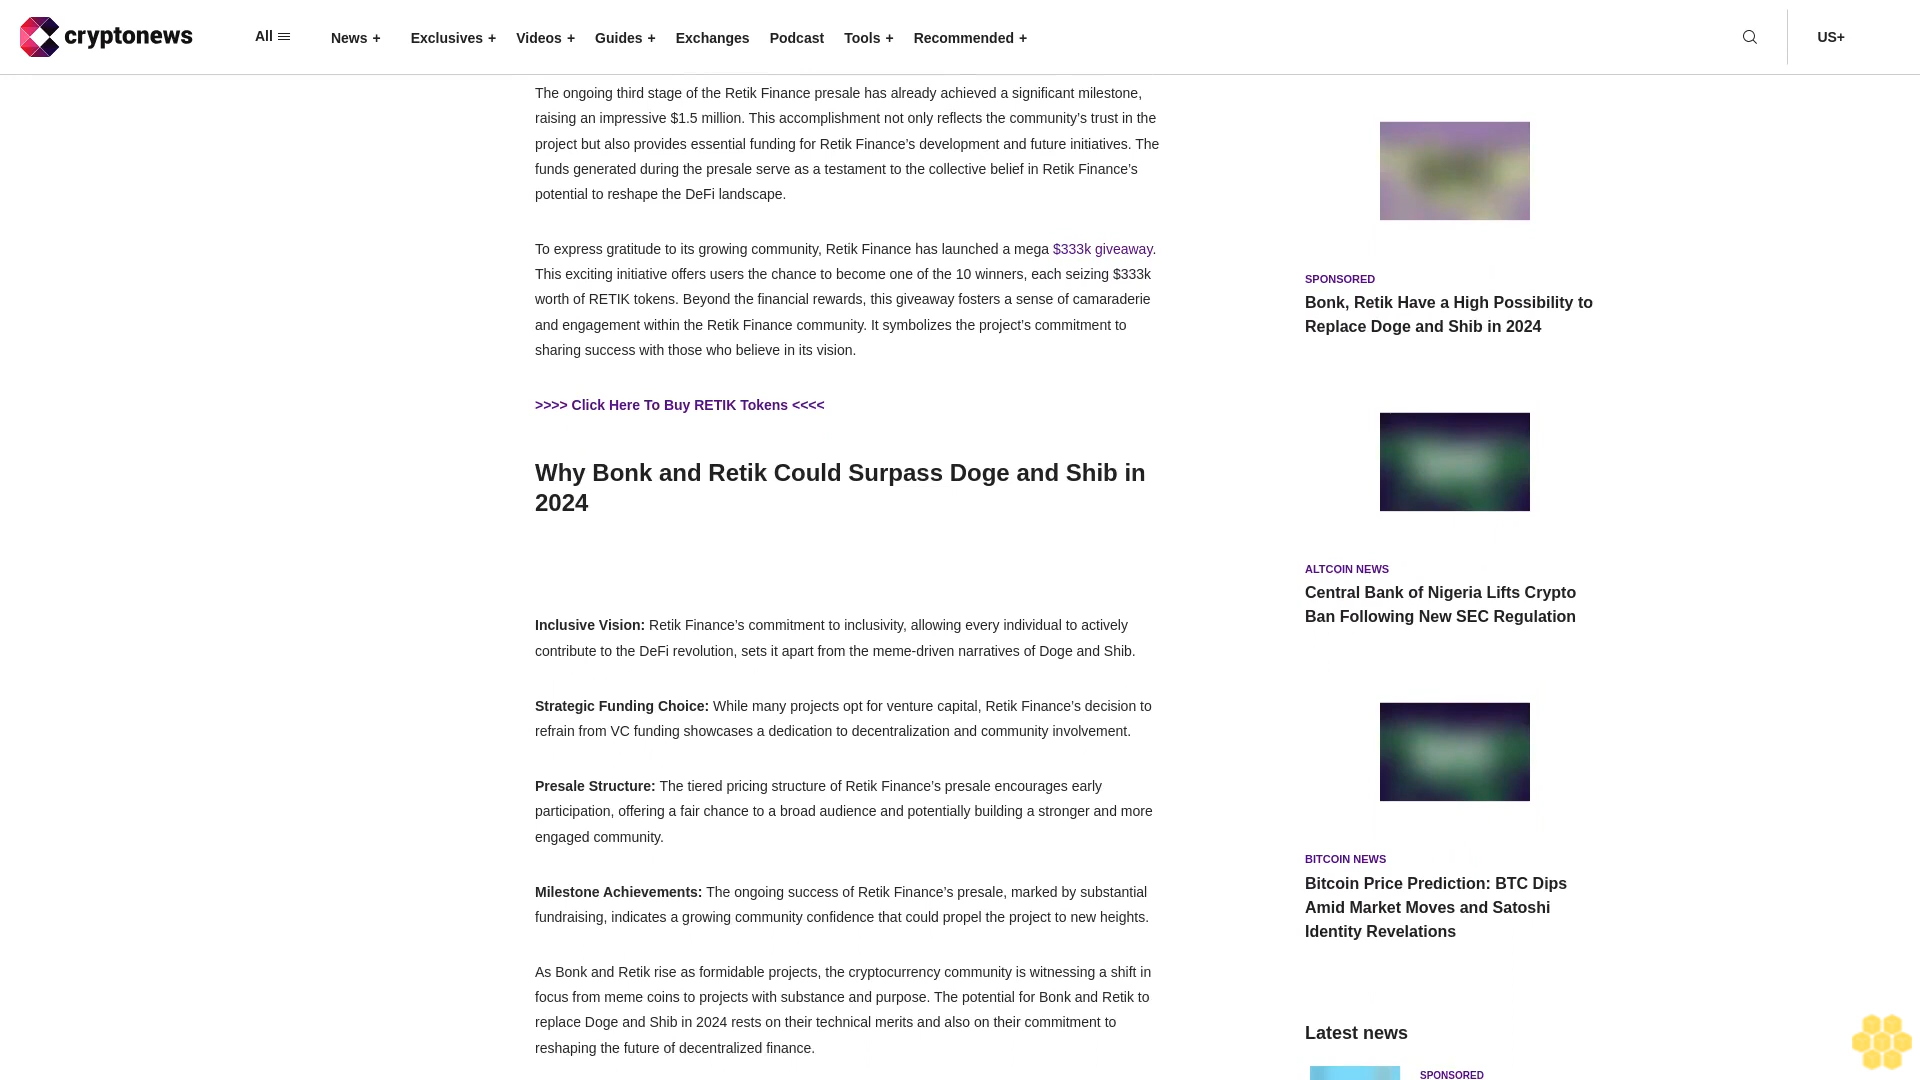 cryptonews
All
News +
Exclusives +
Videos +
Guides +
Exchanges
Podcast
Tools +
Recommended +
US+
The ongoing third stage of the Retik Finance presale has already achieved a significant milestone,
raising an impressive $1.5 million. This accomplishment not only reflects the community’s trust in the
project but also provides essential funding for Retik Finance’s development and future initiatives. The
funds generated during the presale serve as a testament to the collective belief in Retik Finance’s
potential to reshape the DeFi landscape.
To express gratitude to its growing community, Retik Finance has launched a mega $333k giveaway.
This exciting initiative offers users the chance to become one of the 10 winners, each seizing $333k
worth of RETIK tokens. Beyond the financial rewards, this giveaway fosters a sense of camaraderie
and engagement within the Retik Finance community. It symbolizes the project’s commitment to
sharing success with those who believe in its vision.
>>>> Click Here To Buy RETIK Tokens <<<<
Why Bonk and Retik Could Surpass Doge and Shib in
2024
Inclusive Vision: Retik Finance’s commitment to inclusivity, allowing every individual to actively
contribute to the DeFi revolution, sets it apart from the meme-driven narratives of Doge and Shib.
Strategic Funding Choice: While many projects opt for venture capital, Retik Finance’s decision to
refrain from VC funding showcases a dedication to decentralization and community involvement.
Presale Structure: The tiered pricing structure of Retik Finance’s presale encourages early
participation, offering a fair chance to a broad audience and potentially building a stronger and more
engaged community.
Milestone Achievements: The ongoing success of Retik Finance’s presale, marked by substantial
fundraising, indicates a growing community confidence that could propel the project to new heights.
As Bonk and Retik rise as formidable projects, the cryptocurrency community is witnessing a shift in
focus from meme coins to projects with substance and purpose. The potential for Bonk and Retik to
replace Doge and Shib in 2024 rests on their technical merits and also on their commitment to
reshaping the future of decentralized finance.
SPONSORED
Bonk, Retik Have a High Possibility to
Replace Doge and Shib in 2024
ALTCOIN NEWS
Central Bank of Nigeria Lifts Crypto
Ban Following New SEC Regulation
BITCOIN NEWS
Bitcoin Price Prediction: BTC Dips
Amid Market Moves and Satoshi
Identity Revelations
Latest news
SPONSORED